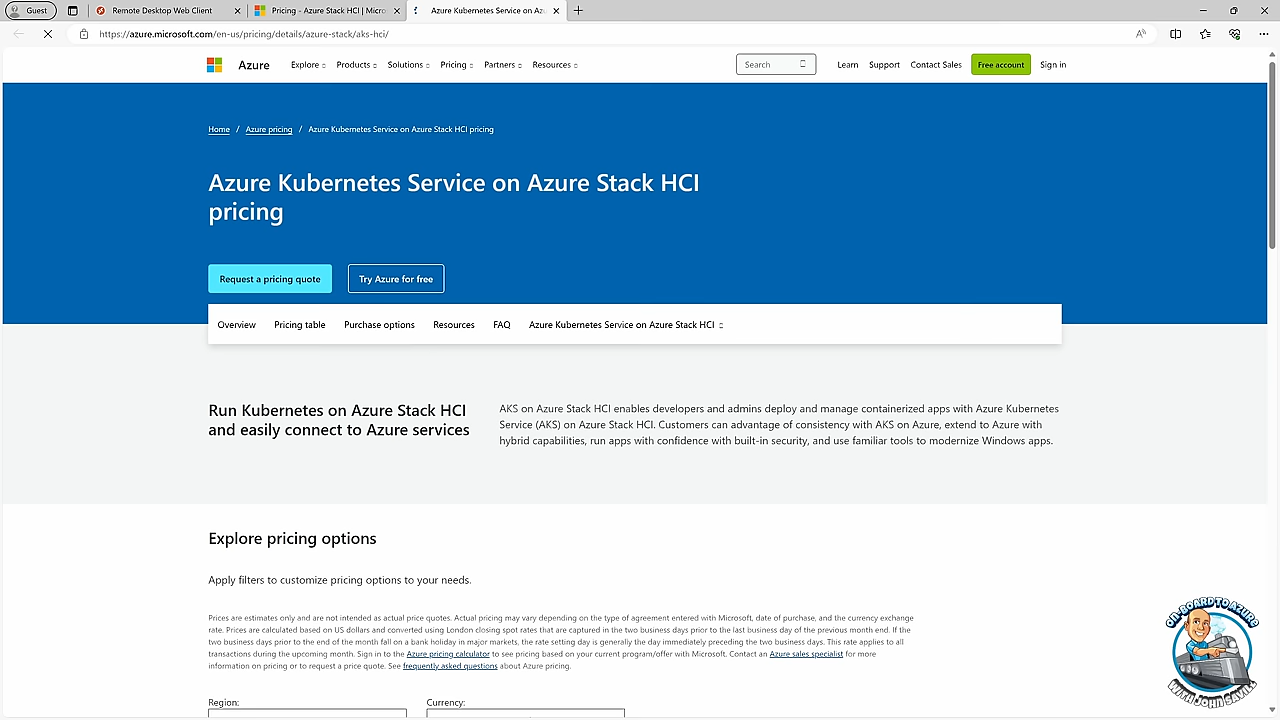 Guest
Remote Desktop Web Client
Pricing - Azure Stack HCI | Micro
Azure Kubernetes Service on Azu
https://azure.microsoft.com/en-us/pricing/details/azure-stack/aks-hci/
Azure
Explore
Products
Solutions
Pricing
Partners
Resources
Search
Learn
Support
Contact Sales
Free account
Sign in
Home / Azure pricing / Azure Kubernetes Service on Azure Stack HCI pricing
Azure Kubernetes Service on Azure Stack HCI
pricing
Request a pricing quote
Try Azure for free
Overview
Pricing table
Purchase options
Resources
FAQ
Azure Kubernetes Service on Azure Stack HCI
Run Kubernetes on Azure Stack HCI
and easily connect to Azure services
AKS on Azure Stack HCI enables developers and admins deploy and manage containerized apps with Azure Kubernetes
Service (AKS) on Azure Stack HCI. Customers can advantage of consistency with AKS on Azure, extend to Azure with
hybrid capabilities, run apps with confidence with built-in security, and use familiar tools to modernize Windows apps.
Explore pricing options
Apply filters to customize pricing options to your needs.
Prices are estimates only and are not intended as actual price quotes. Actual pricing may vary depending on the type of agreement entered with Microsoft, date of purchase, and the currency exchange
rate. Prices are calculated based on US dollars and converted using London closing spot rates that are captured in the two business days prior to the last business day of the previous month end. If the
two business days prior to the end of the month fall on a bank holiday in major markets, the rate setting day is generally the day immediately preceding the two business days. This rate applies to all
transactions during the upcoming month. Sign in to the Azure pricing calculator to see pricing based on your current program/offer with Microsoft. Contact an Azure sales specialist for more
information on pricing or to request a price quote. See frequently asked questions about Azure pricing.
Region:
Currency:
ON-BOARD TO AZURE
WITH JOHN SAVILL